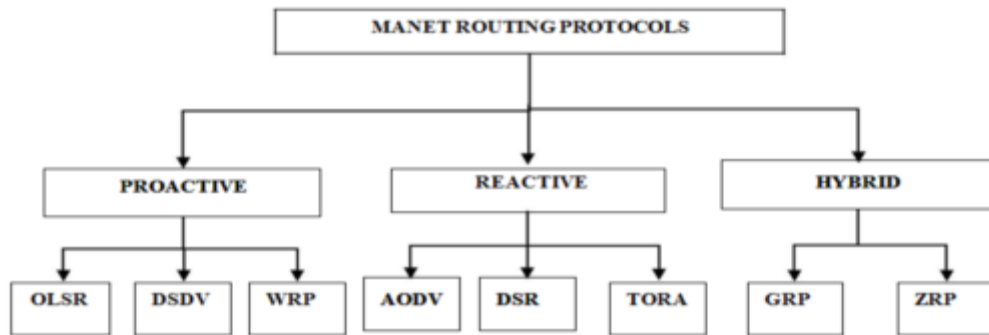 MANET ROUTING PROTOCOLS
PROACTIVE
REACTIVE
HYBRID
OLSR
DSDV
WRP
AODV
DSR
TORA
GRP
ZRP